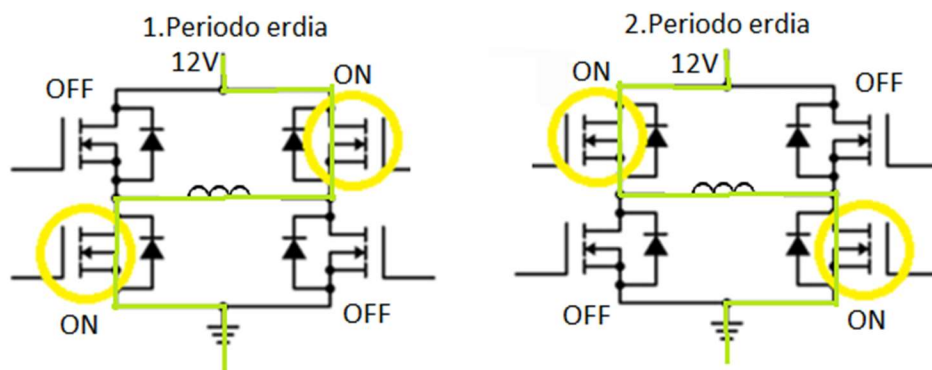 1.Periodo erdia
12V
OFF
ON
ON
OFF
2.Periodo erdia
12V
ON
OFF
OFF
ON